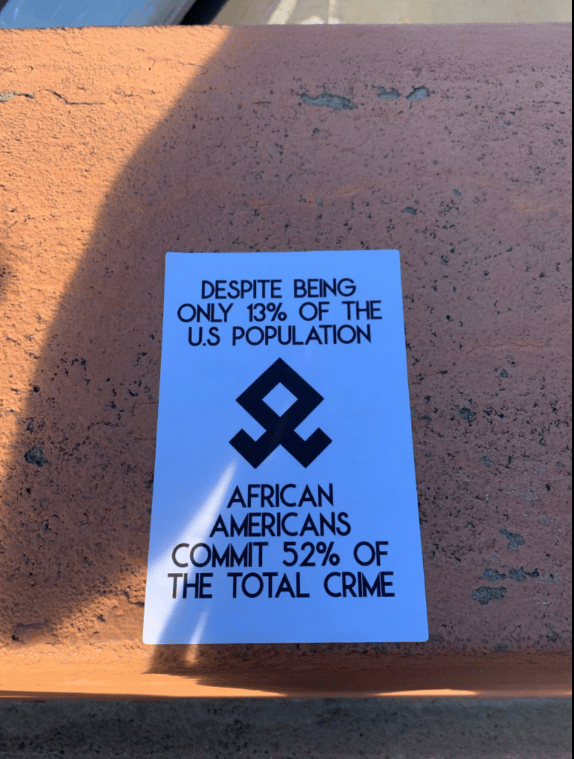 DESPITE BEING
ONLY 13% OF THE
U.S POPULATION
AFRICAN
AMERICANS
COMMIT 52% OF
THE TOTAL CRIME